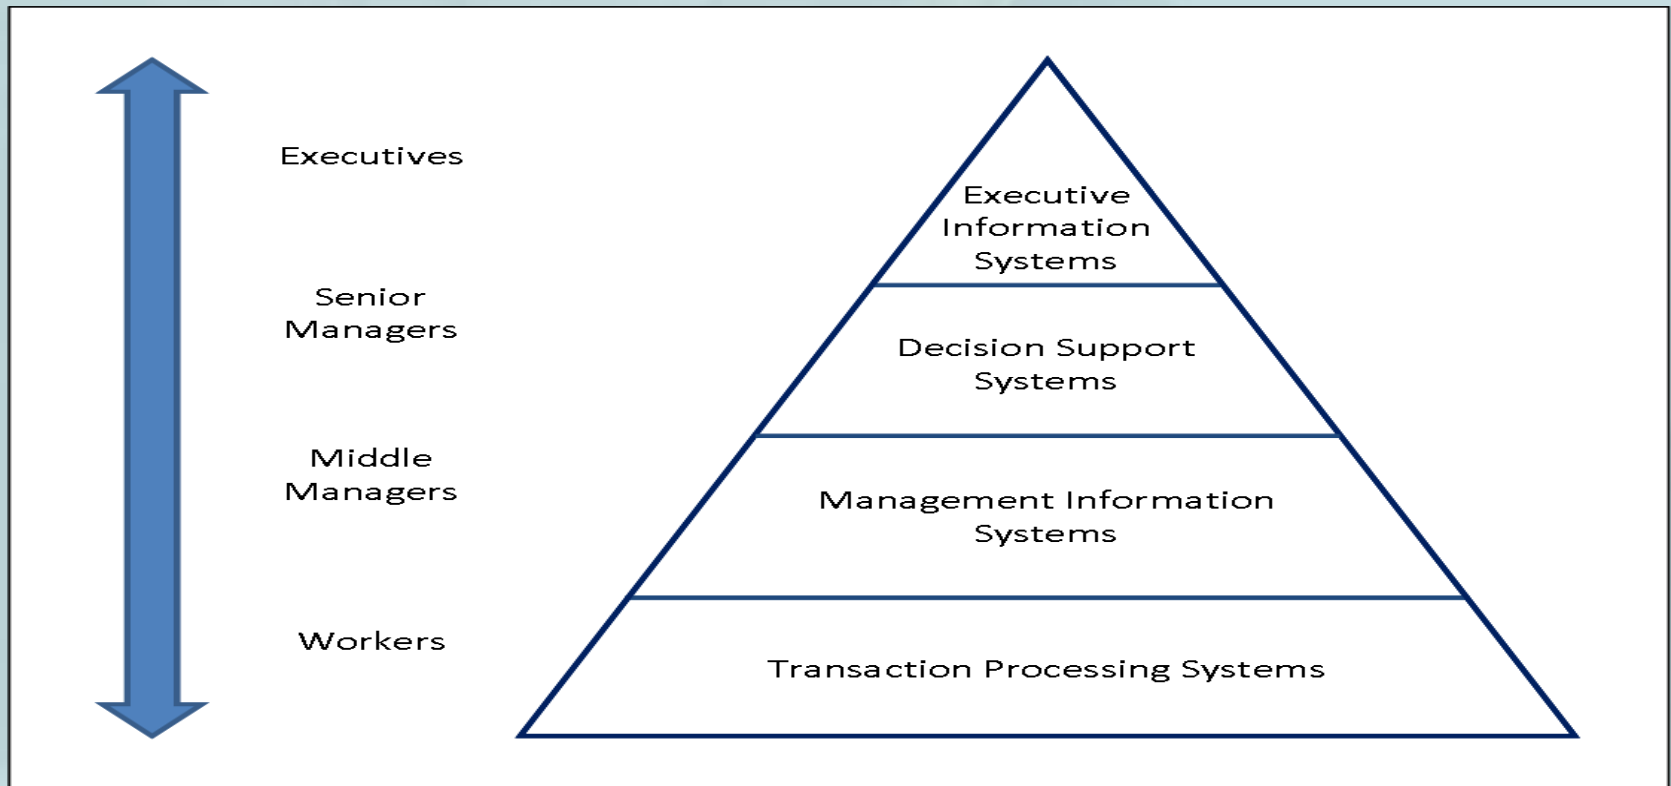 Executives
Senior
Managers
Middle
Managers
Workers
Executive
Information
Systems
Decision Support
Systems
Management Information
Systems
Transaction Processing Systems